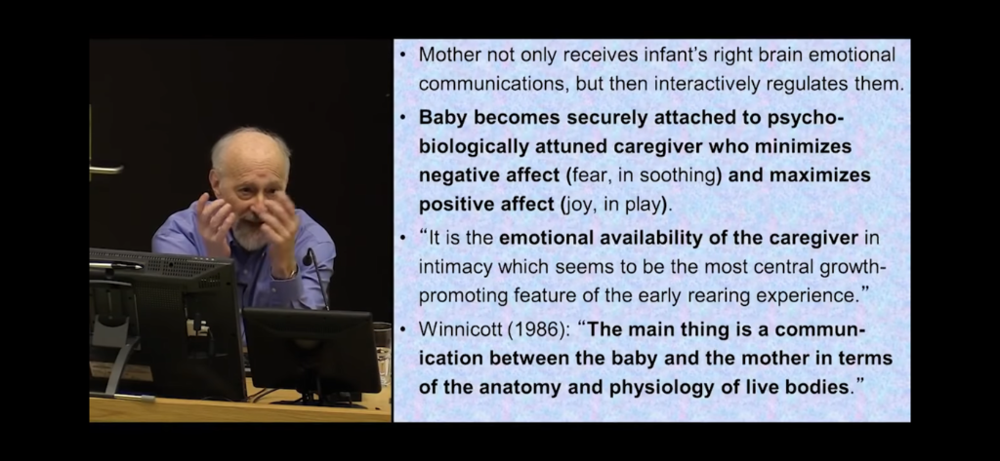 • Mother not only receives infant’s right brain emotional
communications, but then interactively regulates them.
• Baby becomes securely attached to psycho-
biologically attuned caregiver who minimizes
negative affect (fear, in soothing) and maximizes
positive affect (joy, in play).
• “It is the emotional availability of the caregiver in
intimacy which seems to be the most central growth-
promoting feature of the early rearing experience.”
• Winnicott (1986): “The main thing is a commun-
ication between the baby and the mother in terms
of the anatomy and physiology of live bodies.”